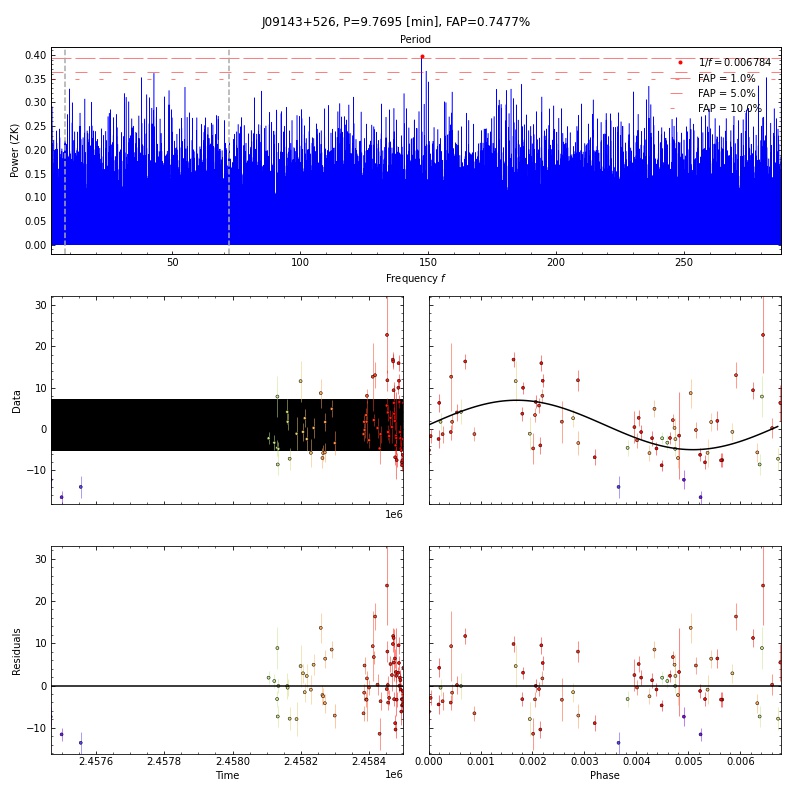 J09143+526, P=9.7695 [min], FAP=0.7477%
Period
0.40
0.35
0.30
0.25
0.20
0.15
0.10
0.05
0.00
Power (ZK)
1/f = 0.006784
FAP = 1.0%
FAP = 5.0%
FAP = 10.0%
50 100 150 200 250
Frequency f
30
20
10
0
−10
Data
1e6
30
20
10
0
−10
Residuals
2.4576 2.4578 2.4580 2.4582 2.4584
1e6
Time
0.000 0.001 0.002 0.003 0.004 0.005 0.006
Phase